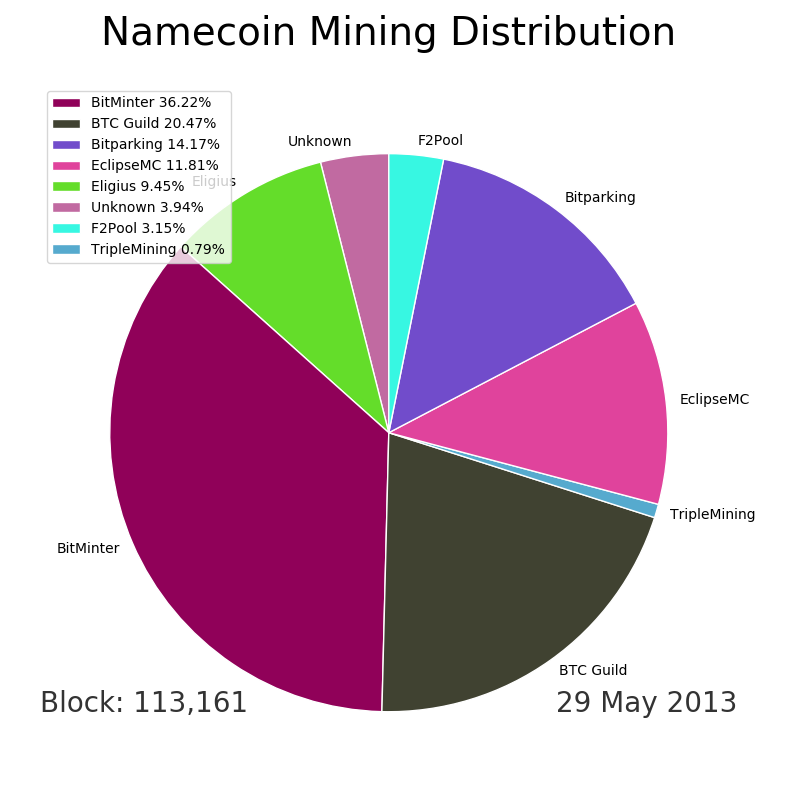 Namecoin Mining Distribution
BitMinter 36.22%
BTC Guild 20.47%
Bitparking 14.17%
EclipseMC 11.81%
Eligius 9.45%
Unknown 3.94%
F2Pool 3.15%
TripleMining 0.79%
Unknown
F2Pool
Eligius
Bitparking
EclipseMC
TripleMining
BitMinter
BTC Guild
Block: 113,161
29 May 2013